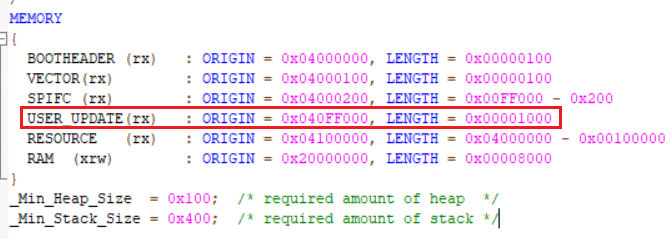 MEMORY
{
BOOTHEADER (rx) : ORIGIN = 0x04000000, LENGTH = 0x00000100
VECTOR(rx) : ORIGIN = 0x04000100, LENGTH = 0x00000100
SPIFC (rx) : ORIGIN = 0x04000200, LENGTH = 0x00FF000 - 0x200
USER_UPDATE(rx) : ORIGIN = 0x040FF000, LENGTH = 0x00001000
RESOURCE (rx) : ORIGIN = 0x04100000, LENGTH = 0x04000000 - 0x00100000
RAM (xrw) : ORIGIN = 0x20000000, LENGTH = 0x00008000
}
_Min_Heap_Size = 0x100; /* required amount of heap */
_Min_Stack_Size = 0x400; /* required amount of stack */